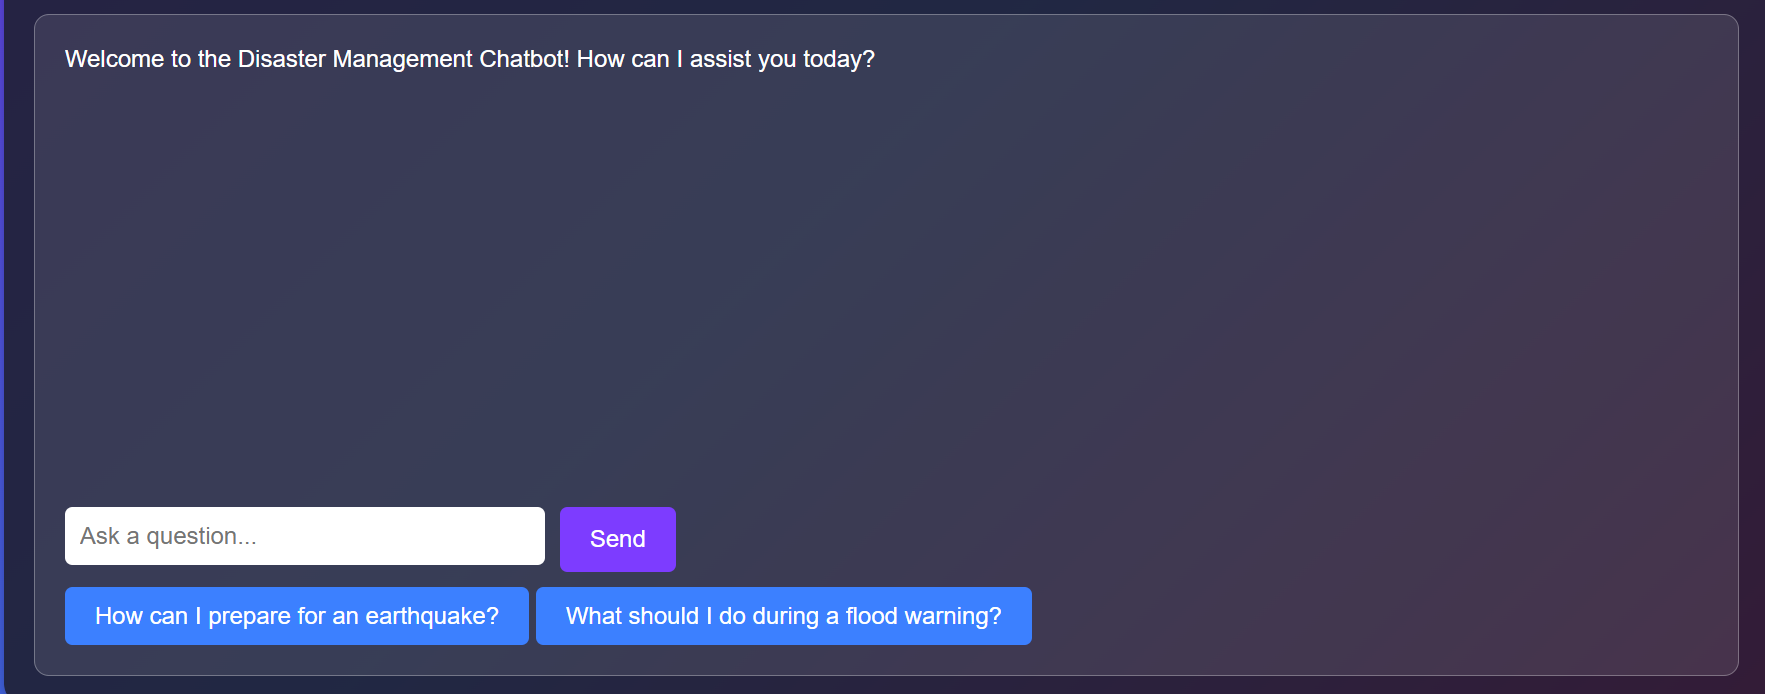 Welcome to the Disaster Management Chatbot! How can I assist you today?
Ask a question...
Send
How can I prepare for an earthquake?
What should I do during a flood warning?